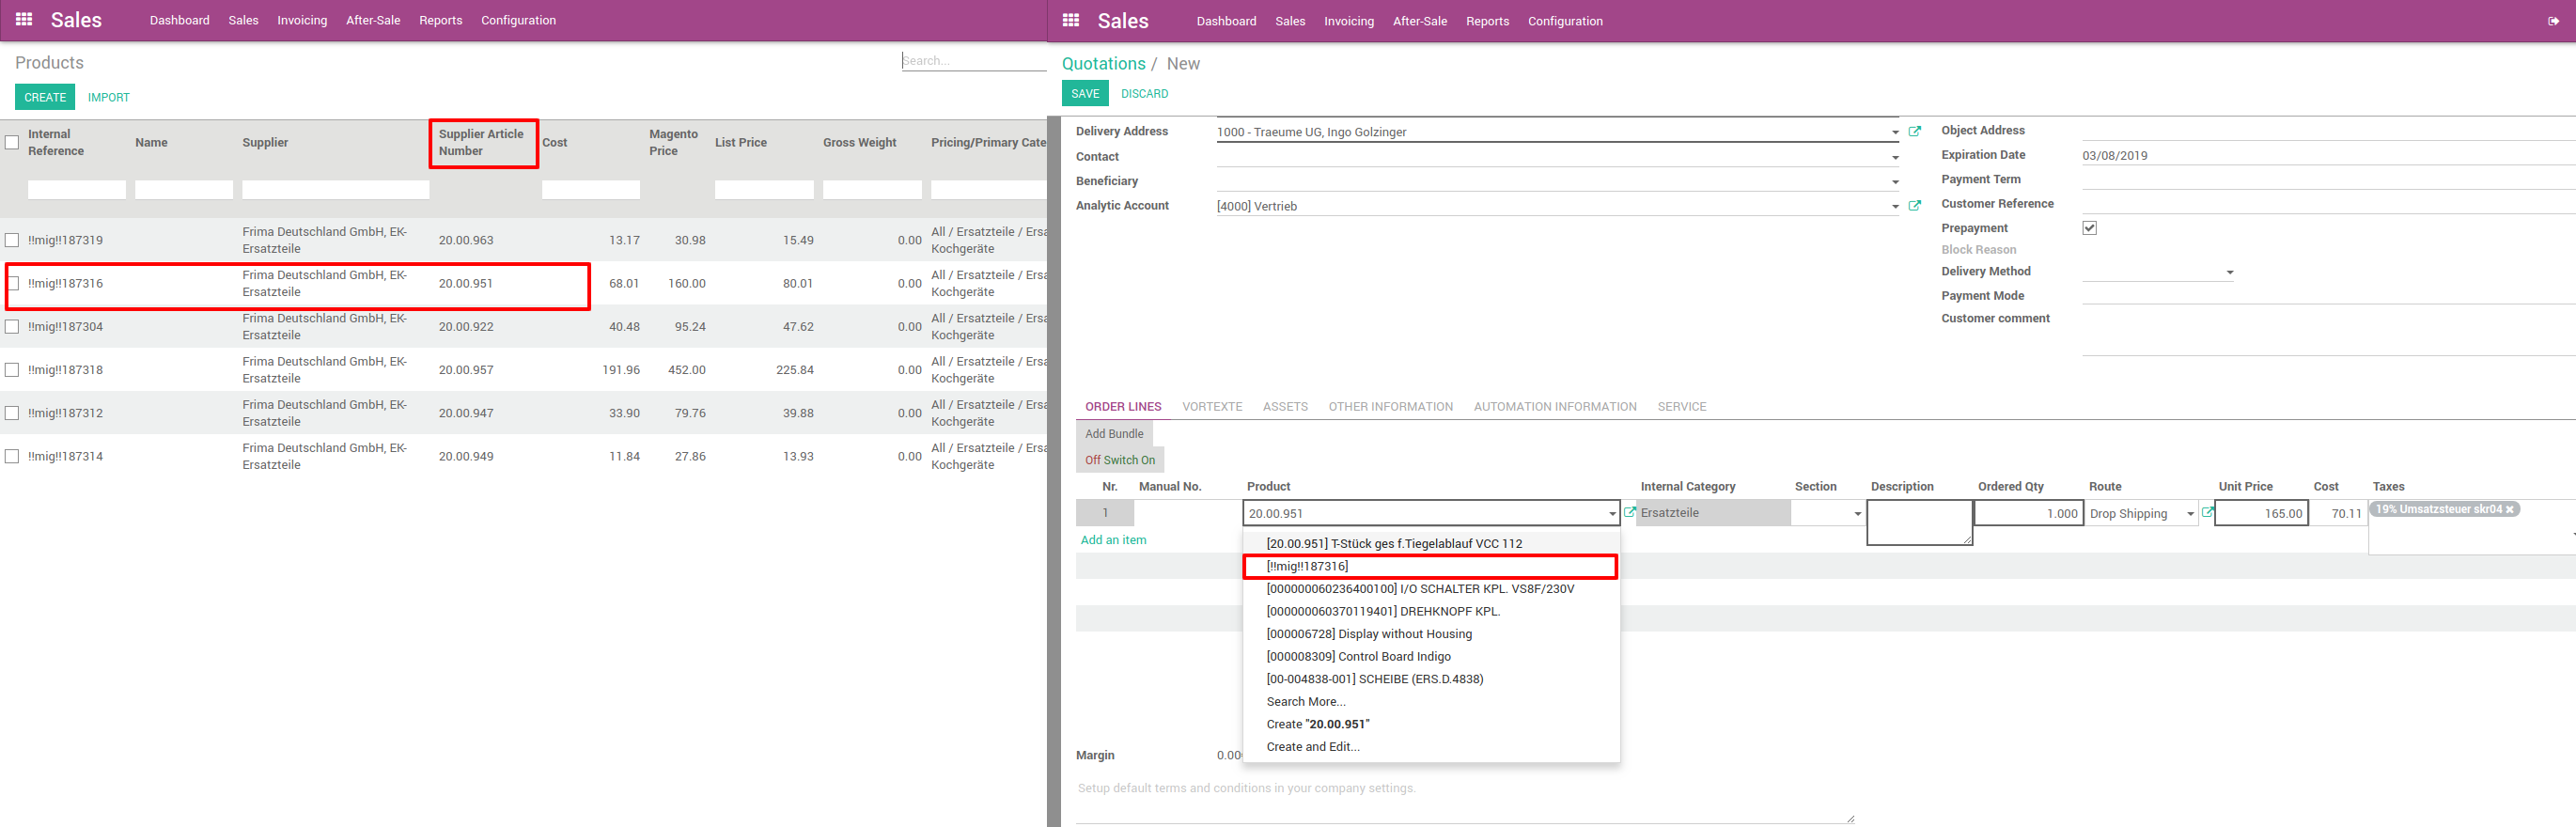 Sales
Dashboard Sales Invoicing After-Sale Reports Configuration
Products
Search...
CREATE IMPORT
Internal Reference Name Supplier Supplier Article Number Cost Magento Price List Price Gross Weight Pricing/Primary Cate
!!mig!!187319 Frima Deutschland GmbH, EK-Ersatzteile 20.00.963 13.17 30.98 15.49 0.00 All / Ersatzteile / Ersa Kochgeräte
!!mig!!187316 Frima Deutschland GmbH, EK-Ersatzteile 20.00.951 68.01 160.00 80.01 0.00 All / Ersatzteile / Ersa Kochgeräte
!!mig!!187304 Frima Deutschland GmbH, EK-Ersatzteile 20.00.922 40.48 95.24 47.62 0.00 All / Ersatzteile / Ersa Kochgeräte
!!mig!!187318 Frima Deutschland GmbH, EK-Ersatzteile 20.00.957 191.96 452.00 225.84 0.00 All / Ersatzteile / Ersa Kochgeräte
!!mig!!187312 Frima Deutschland GmbH, EK-Ersatzteile 20.00.947 33.90 79.76 39.88 0.00 All / Ersatzteile / Ersa Kochgeräte
!!mig!!187314 Frima Deutschland GmbH, EK-Ersatzteile 20.00.949 11.84 27.86 13.93 0.00 All / Ersatzteile / Ersa Kochgeräte
Sales
Dashboard Sales Invoicing After-Sale Reports Configuration
Quotations / New
SAVE DISCARD
Delivery Address 1000 - Traeume UG, Ingo Golzinger
Contact
Beneficiary
Analytic Account [4000] Vertrieb
Object Address
Expiration Date 03/08/2019
Payment Term
Customer Reference
Prepayment
Block Reason
Delivery Method
Payment Mode
Customer comment
ORDER LINES VORTEXTE ASSETS OTHER INFORMATION AUTOMATION INFORMATION SERVICE
Add Bundle
Off Switch On
Nr. Manual No. Product Internal Category Section Description Ordered Qty Route Unit Price Cost Taxes
1 20.00.951 Ersatzteile 1.000 Drop Shipping 165.00 70.11 19% Umsatzsteuer skr04
Add an item
[20.00.951] T-Stück ges f.Tiegelablauf VCC 112
[!!mig!!187316]
[000000060236400100] I/O SCHALTER KPL. VS8F/230V
[000000060370119401] DREHKNOPF KPL.
[000006728] Display without Housing
[000008309] Control Board Indigo
[00-004838-001] SCHEIBE (ERS.D.4838)
Search More...
Create "20.00.951"
Create and Edit...
Margin 0.00
Setup default terms and conditions in your company settings.